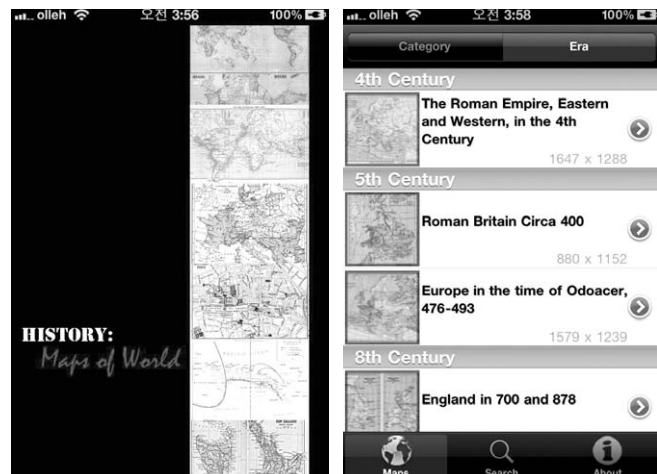 olleh 오전 3:56 100%
HISTORY:
Maps of World
olleh 오전 3:58 100%
Category Era
4th Century
The Roman Empire, Eastern
and Western, in the 4th
Century
1647 x 1288
5th Century
Roman Britain Circa 400
880 x 1152
Europe in the time of Odoacer,
476-493
1579 x 1239
8th Century
England in 700 and 878
Maps Search About